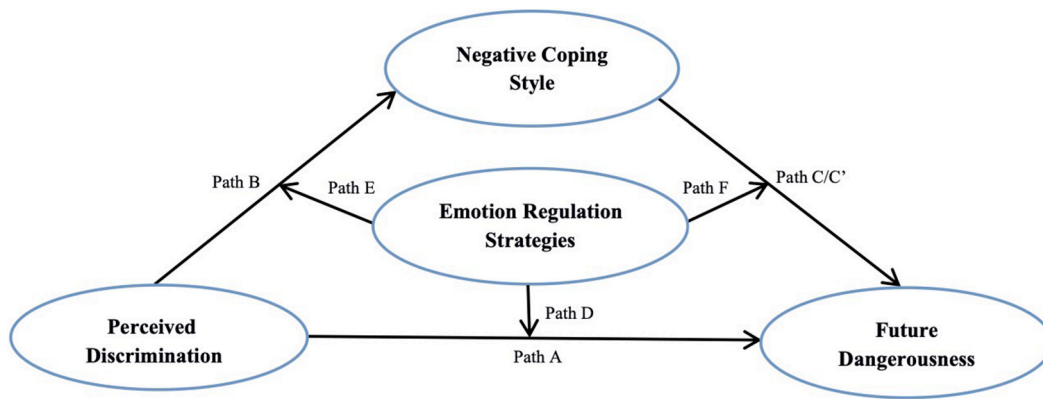 Negative Coping
Style
Path B
Path E
Path F
Path C/C’
Emotion Regulation
Strategies
Path D
Perceived
Discrimination
Path A
Future
Dangerousness